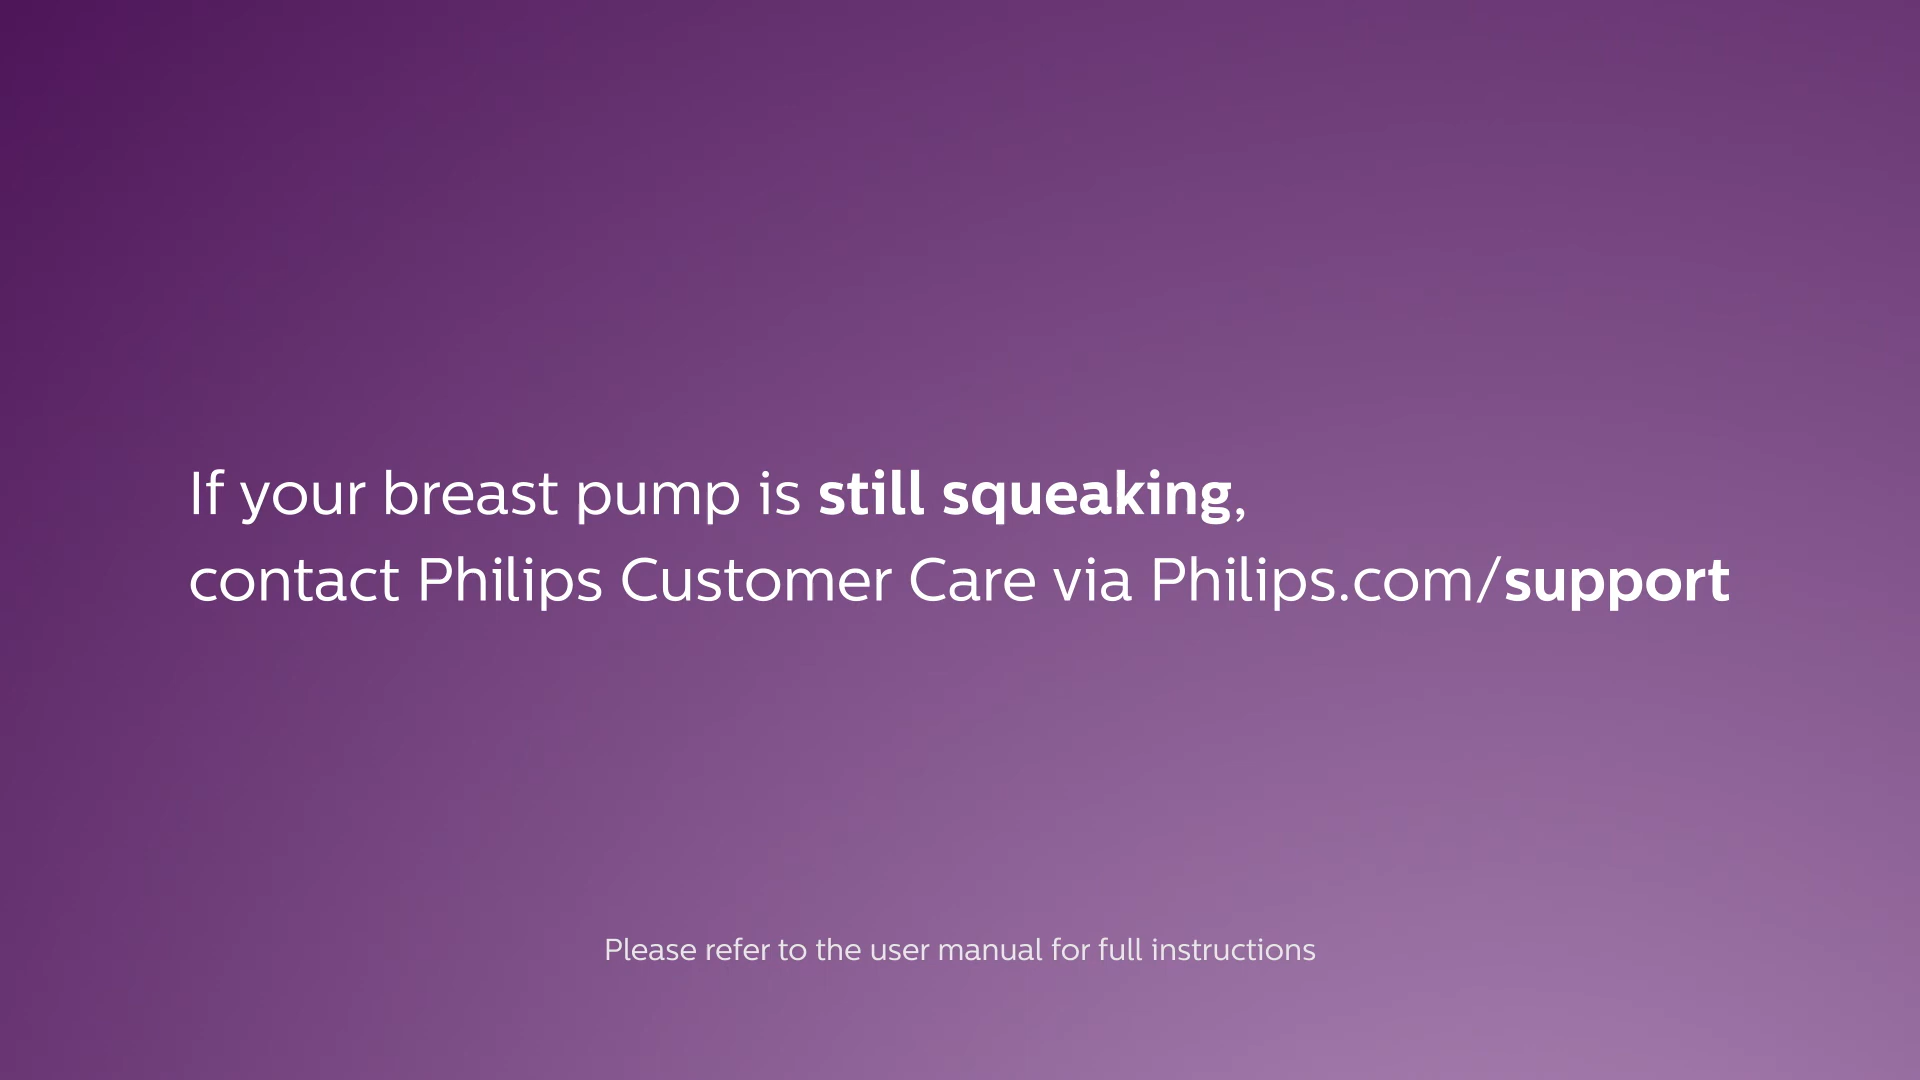 If your breast pump is still squeaking,
contact Philips Customer Care via Philips.com/support
Please refer to the user manual for full instructions